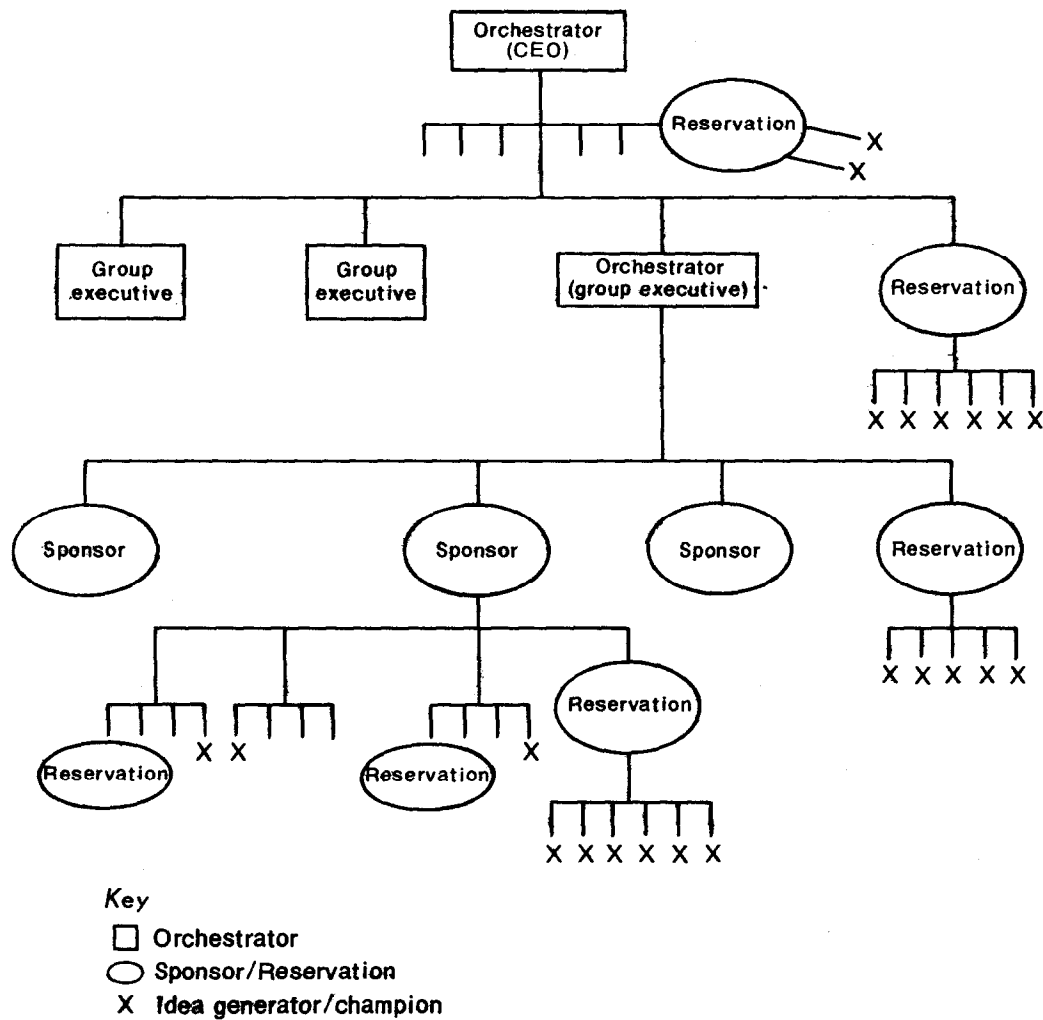 Orchestrator
(CEO)
Reservation
X
X
Group
executive
Group
executive
Orchestrator
(group executive)
Reservation
X X X X X X
Sponsor
Sponsor
Sponsor
Reservation
X X X X X
Reservation
X X
X
Reservation
Reservation
X X X X X X
Key
Orchestrator
Sponsor/Reservation
X Idea generator/champion